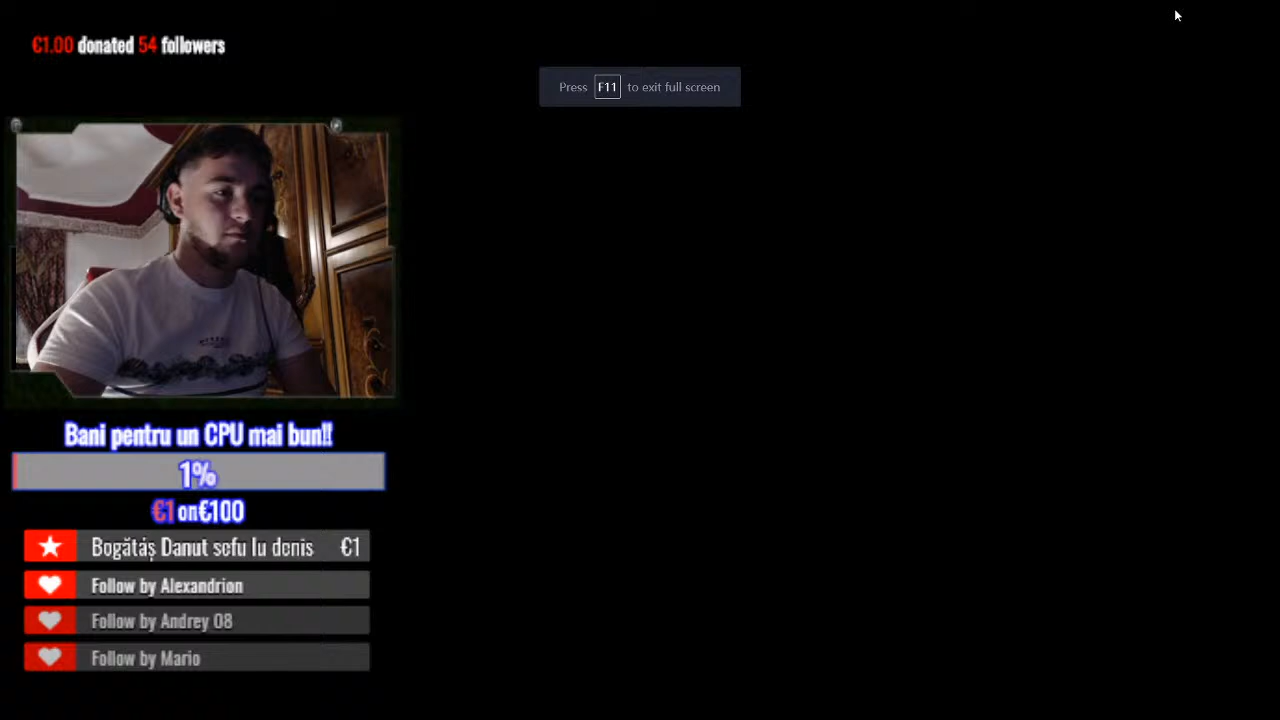 €1.00 donated 54 followers
Press F11 to exit full screen
Bani pentru un CPU mai bun!!
1%
€1 on €100
Bogătáș Danut sefu lu denis €1
Follow by Alexandrion
Follow by Andrey 08
Follow by Mario